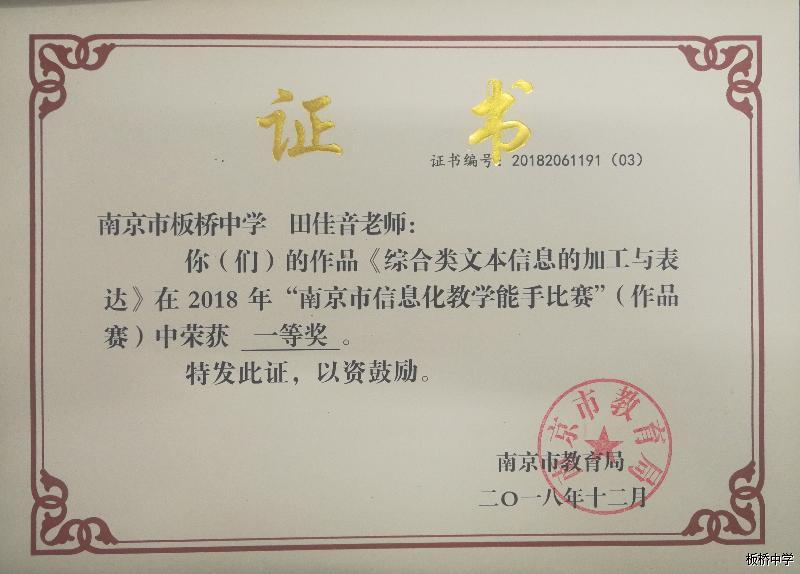 证 书
证书编号：20182061191（03）
南京市板桥中学 田佳音老师：
你（们）的作品《综合类文本信息的加工与表
达》在 2018 年“南京市信息化教学能手比赛”（作品
赛）中荣获 一等奖 。
特发此证，以资鼓励。
南京市教育局
南京市教育局
二〇一八年十二月
板桥中学